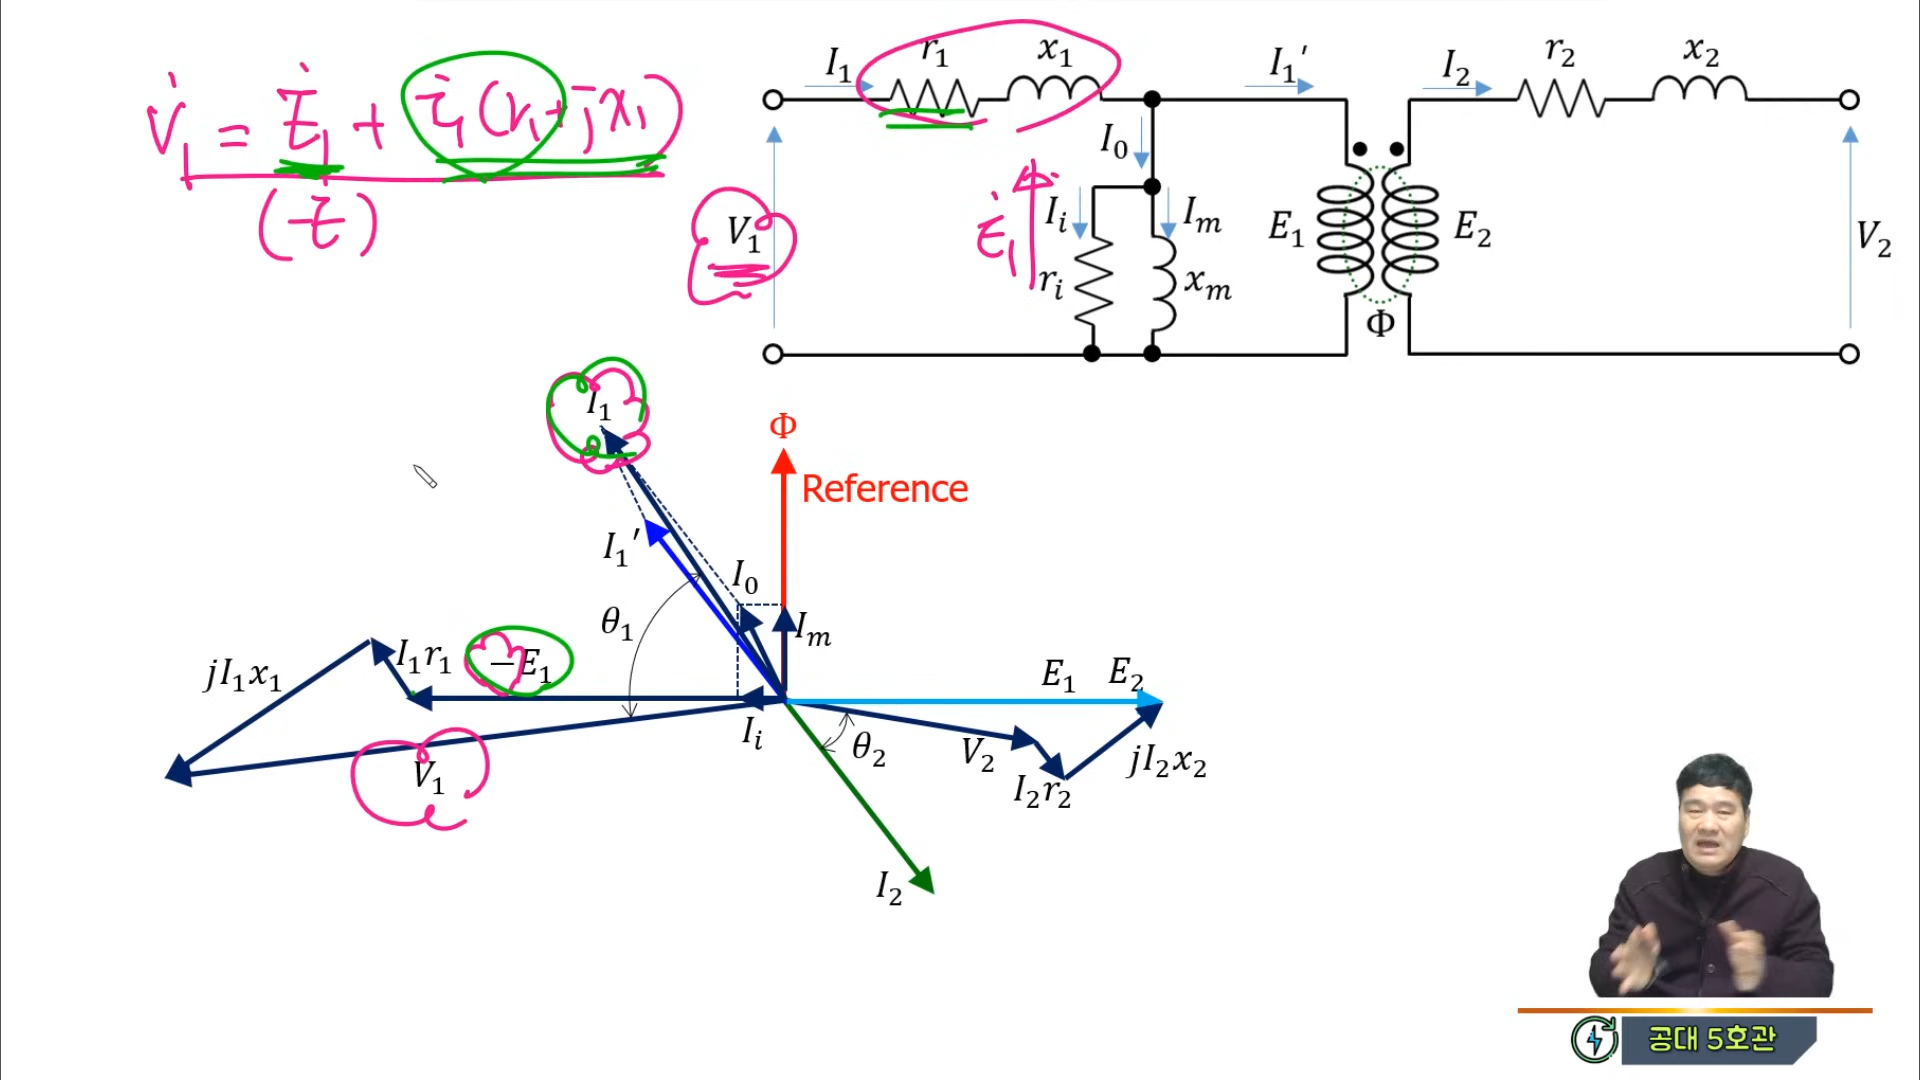 V̇₁ = Ė₁ + i̇₁ (r₁ + jx₁)
(-E)
I₁
r₁
x₁
I₁′
I₂
r₂
x₂
I₀
V₁
Ė₁
Iᵢ
Iₘ
rᵢ
xₘ
E₁
E₂
Φ
V₂
I₁
Φ
Reference
I₁′
I₀
θ₁
Iₘ
jI₁x₁
I₁r₁
−E₁
E₁
E₂
Iᵢ
θ₂
V₂
jI₂x₂
V₁
I₂r₂
I₂
공대 5호관